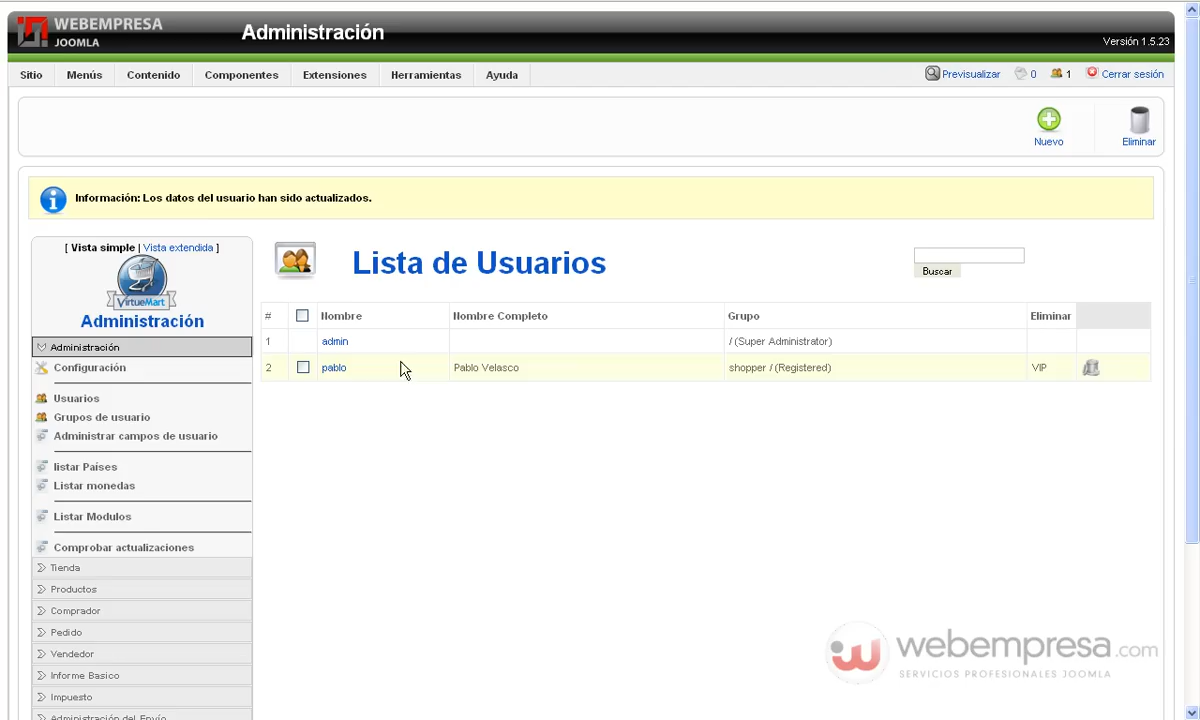 WEBEMPRESA
JOOMLA
Administración
Versión 1.5.23
Sitio Menús Contenido Componentes Extensiones Herramientas Ayuda
Previsualizar 0 1 Cerrar sesión
Nuevo Eliminar
Información: Los datos del usuario han sido actualizados.
[ Vista simple | Vista extendida ]
VirtueMart
Administración
Administración
Configuración
Usuarios
Grupos de usuario
Administrar campos de usuario
listar Países
Listar monedas
Listar Modulos
Comprobar actualizaciones
Tienda
Productos
Comprador
Pedido
Vendedor
Informe Basico
Impuesto
Administración del Envío
Lista de Usuarios
Buscar
# Nombre Nombre Completo Grupo Eliminar
1 admin / (Super Administrator)
2 pablo Pablo Velasco shopper / (Registered) VIP
webempresa.com
SERVICIOS PROFESIONALES JOOMLA